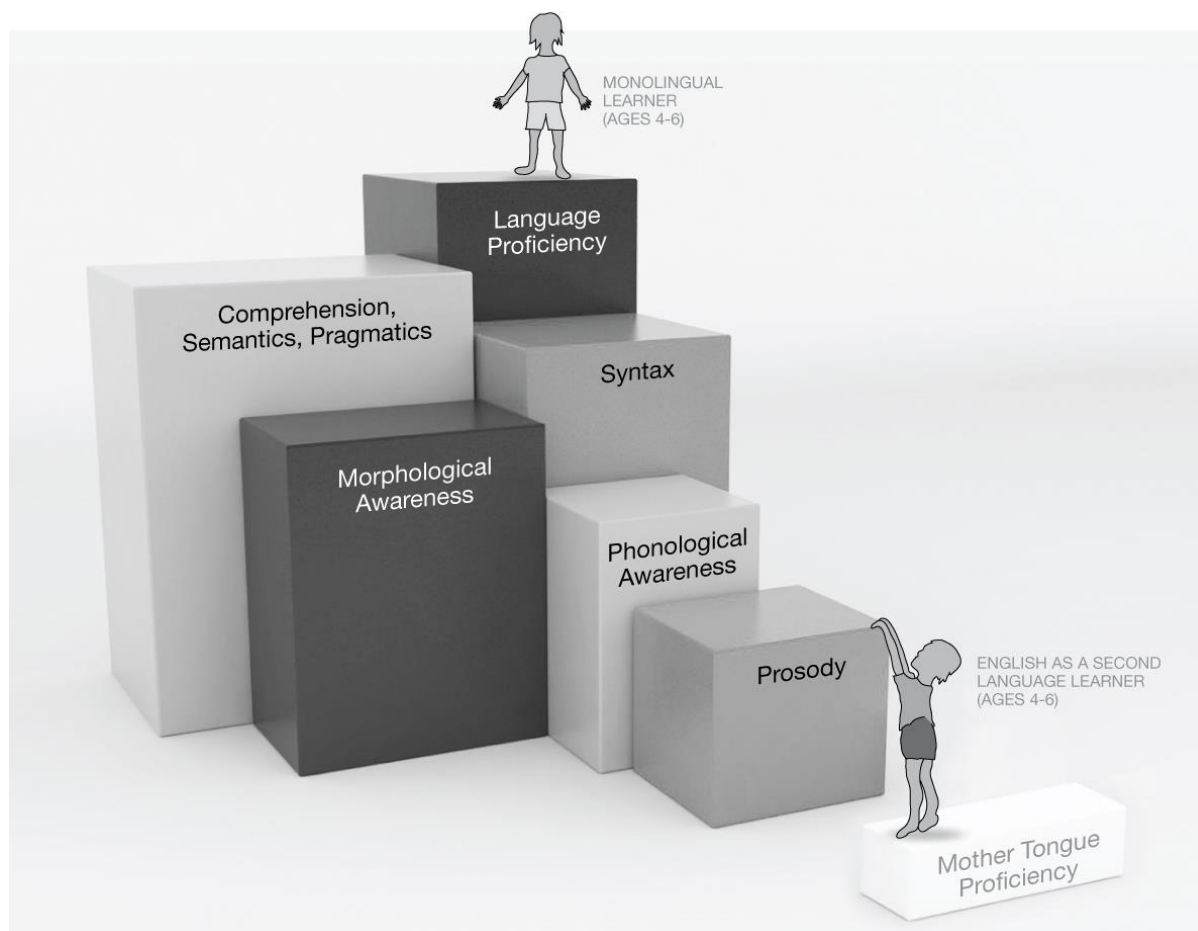 MONOLINGUAL
LEARNER
(AGES 4-6)
Language
Proficiency
Comprehension,
Semantics, Pragmatics
Syntax
Morphological
Awareness
Phonological
Awareness
Prosody
ENGLISH AS A SECOND
LANGUAGE LEARNER
(AGES 4-6)
Mother Tongue
Proficiency